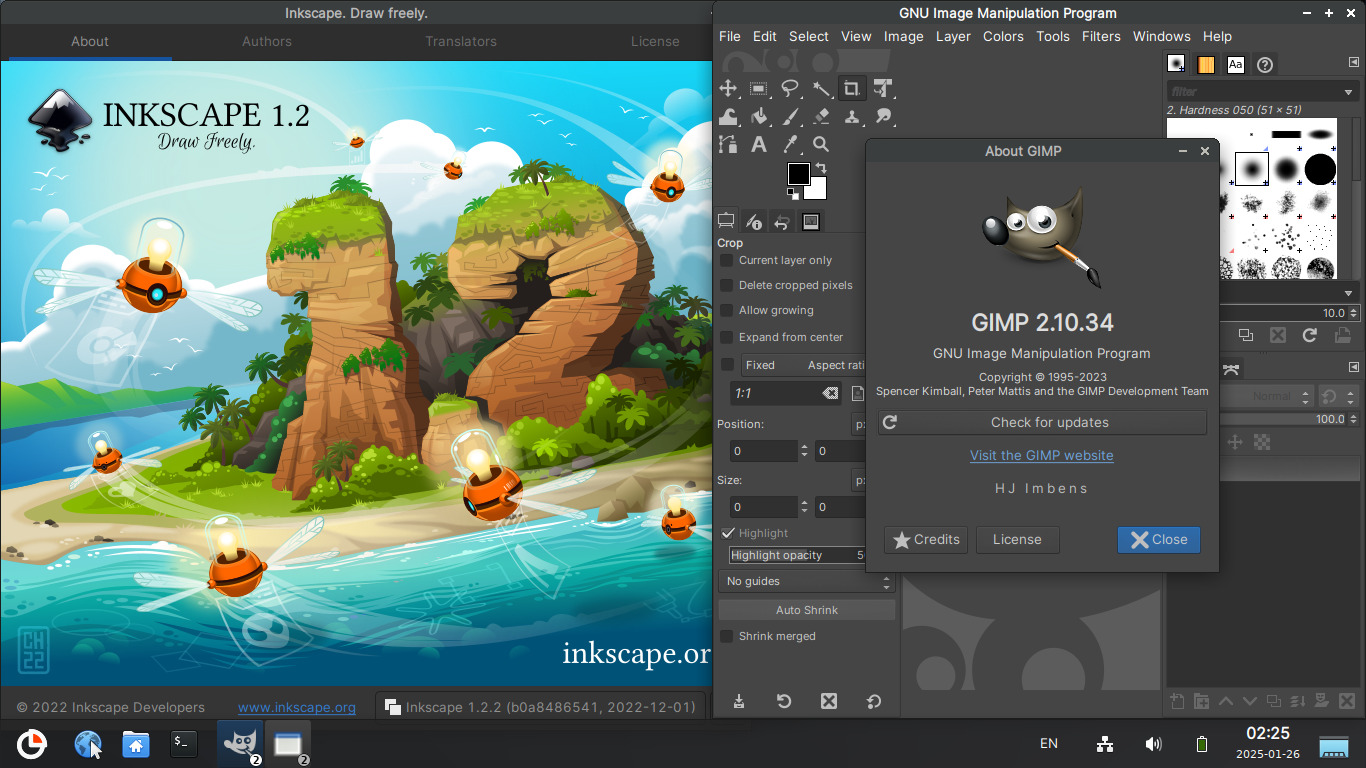 Inkscape. Draw freely.
About Authors Translators License
INKSCAPE 1.2
Draw Freely.
CH
22
inkscape.or
© 2022 Inkscape Developers www.inkscape.org Inkscape 1.2.2 (b0a8486541, 2022-12-01)
GNU Image Manipulation Program
File Edit Select View Image Layer Colors Tools Filters Windows Help
Aa
filter
2. Hardness 050 (51 × 51)
Crop
Current layer only
Delete cropped pixels
Allow growing
Expand from center
Fixed Aspect rati
1:1
Position: px
0 0
Size: px
0 0
Highlight
Highlight opacity 5
No guides
Auto Shrink
Shrink merged
10.0
Normal
100.0
About GIMP
GIMP 2.10.34
GNU Image Manipulation Program
Copyright © 1995-2023
Spencer Kimball, Peter Mattis and the GIMP Development Team
Check for updates
Visit the GIMP website
HJ Imbens
Credits License Close
2 2 EN 02:25
2025-01-26